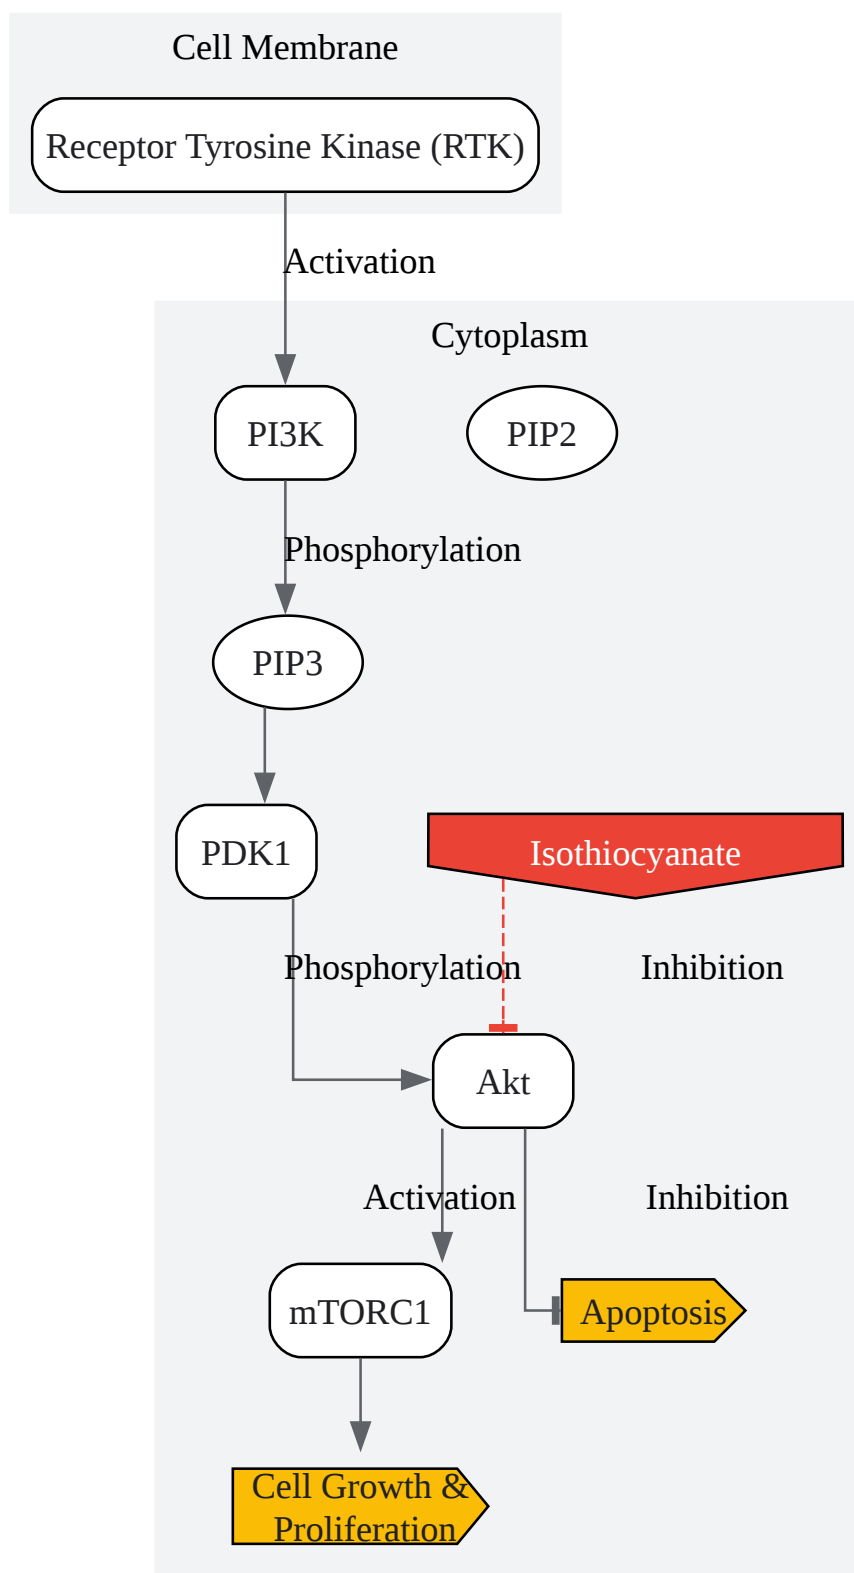 Cell Membrane
Receptor Tyrosine Kinase (RTK)
Activation
Cytoplasm
PI3K
PIP2
Phosphorylation
PIP3
PDK1
Isothiocyanate
Phosphorylation
Inhibition
Akt
Activation
Inhibition
mTORC1
Apoptosis
Cell Growth &
Proliferation